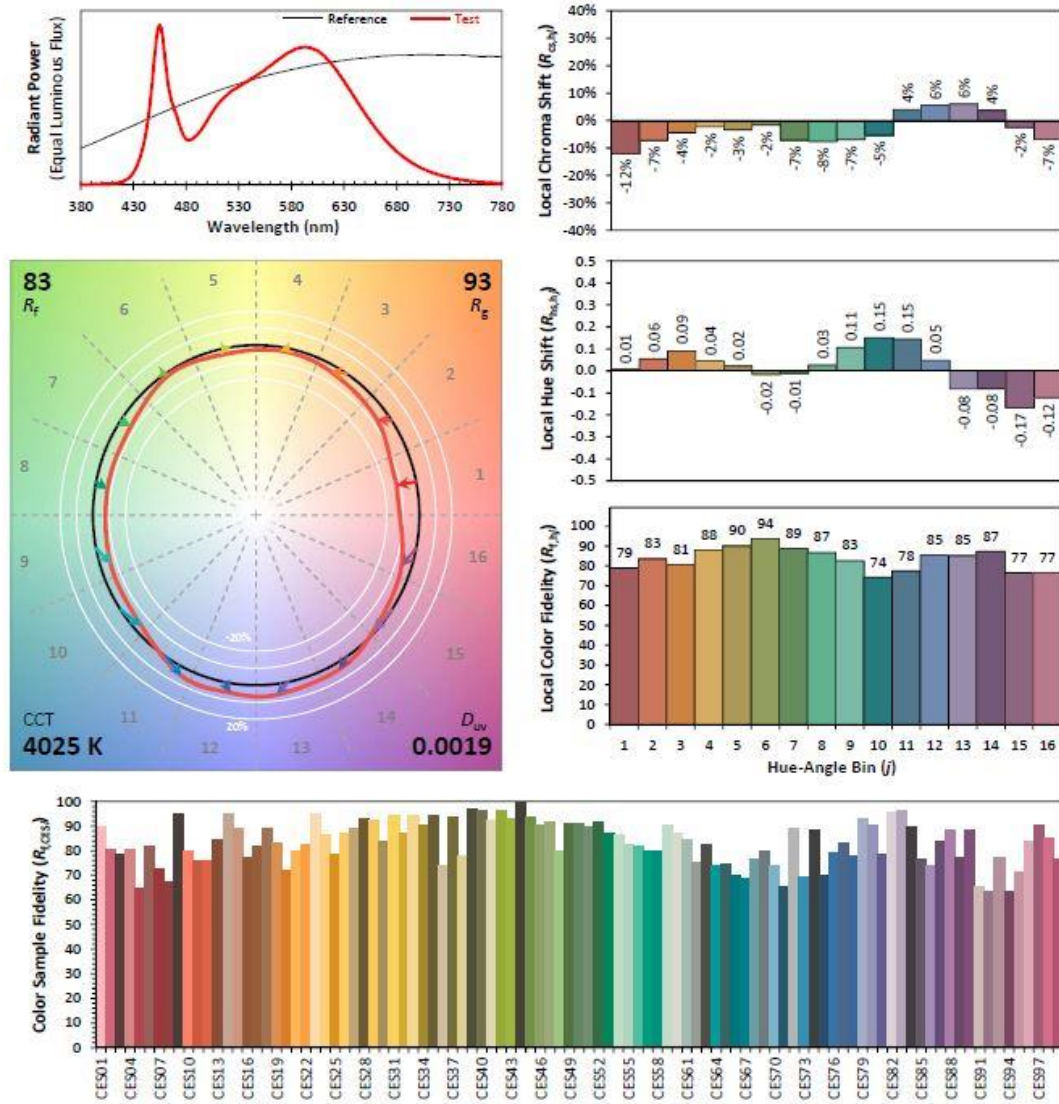 Reference Test
Radiant Power
(Equal Luminous Flux)
380 430 480 530 580 630 680 730 780
Wavelength (nm)
Local Chroma Shift (Rcs,hj)
40%
30%
20%
10%
0%
-10%
-20%
-30%
-40%
-12% -7% -4% -2% -3% -2% -7% -8% -7% -5% 4% 6% 6% 4% -2% -7%
83
Rf
93
Rg
5 4
6 3
7 2
8 1
9 16
10 15
11 14
12 13
-20%
20%
CCT
4025 K
Duv
0.0019
Local Hue Shift (Rhs,hj)
0.5
0.4
0.3
0.2
0.1
0.0
-0.1
-0.2
-0.3
-0.4
-0.5
0.01 0.06 0.09 0.04 0.02 -0.02 -0.01 0.03 0.11 0.15 0.15 0.05 -0.08 -0.08 -0.17 -0.12
Local Color Fidelity (Rf,hj)
100
90
80
70
60
50
40
30
20
10
0
79 83 81 88 90 94 89 87 83 74 78 85 85 87 77 77
1 2 3 4 5 6 7 8 9 10 11 12 13 14 15 16
Hue-Angle Bin (j)
Color Sample Fidelity (Rf,CESi)
100
90
80
70
60
50
40
30
20
10
0
CES01 CES04 CES07 CES10 CES13 CES16 CES19 CES22 CES25 CES28 CES31 CES34 CES37 CES40 CES43 CES46 CES49 CES52 CES55 CES58 CES61 CES64 CES67 CES70 CES73 CES76 CES79 CES82 CES85 CES88 CES91 CES94 CES97